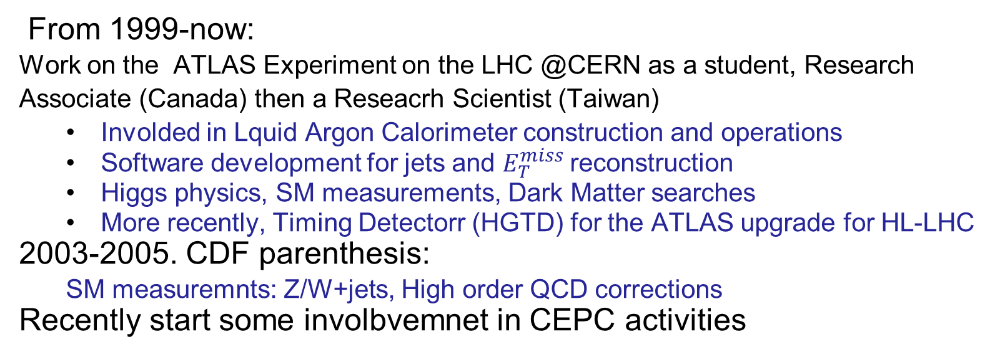 From 1999-now:
Work on the  ATLAS Experiment on the LHC @CERN as a student, Research
Associate (Canada) then a Reseacrh Scientist (Taiwan)
• Involded in Lquid Argon Calorimeter construction and operations
• Software development for jets and $E_T^{miss}$ reconstruction
• Higgs physics, SM measurements, Dark Matter searches
• More recently, Timing Detectorr (HGTD) for the ATLAS upgrade for HL-LHC
2003-2005. CDF parenthesis:
SM measuremnts: Z/W+jets, High order QCD corrections
Recently start some involbvemnet in CEPC activities